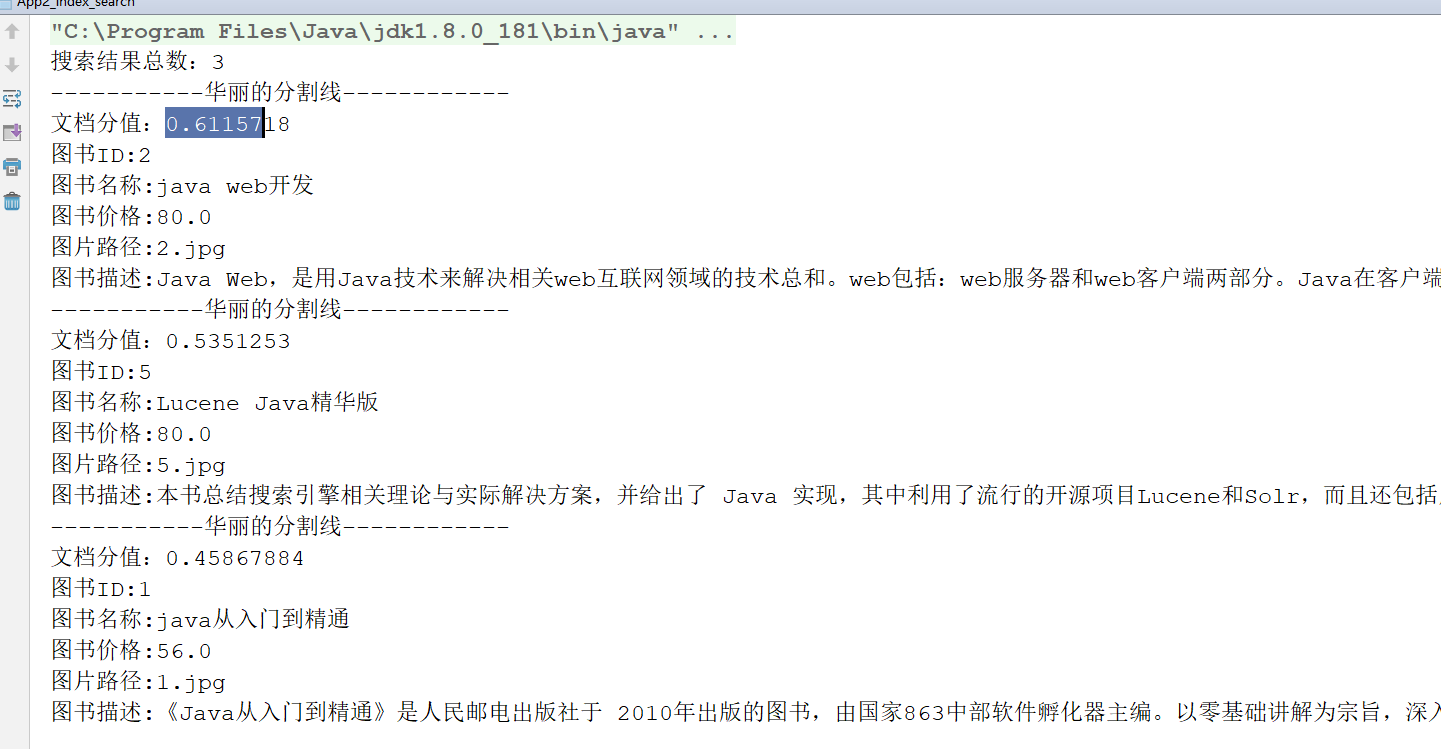 App2_index_search
"C:\Program Files\Java\jdk1.8.0_181\bin\java" ...
搜索结果总数：3
-----------华丽的分割线------------
文档分值：0.6115718
图书ID:2
图书名称:java web开发
图书价格:80.0
图片路径:2.jpg
图书描述:Java Web，是用Java技术来解决相关web互联网领域的技术总和。web包括：web服务器和web客户端两部分。Java在客户端
-----------华丽的分割线------------
文档分值：0.5351253
图书ID:5
图书名称:Lucene Java精华版
图书价格:80.0
图片路径:5.jpg
图书描述:本书总结搜索引擎相关理论与实际解决方案，并给出了 Java 实现，其中利用了流行的开源项目Lucene和Solr，而且还包括
-----------华丽的分割线------------
文档分值：0.45867884
图书ID:1
图书名称:java从入门到精通
图书价格:56.0
图片路径:1.jpg
图书描述:《Java从入门到精通》是人民邮电出版社于 2010年出版的图书，由国家863中部软件孵化器主编。以零基础讲解为宗旨，深入